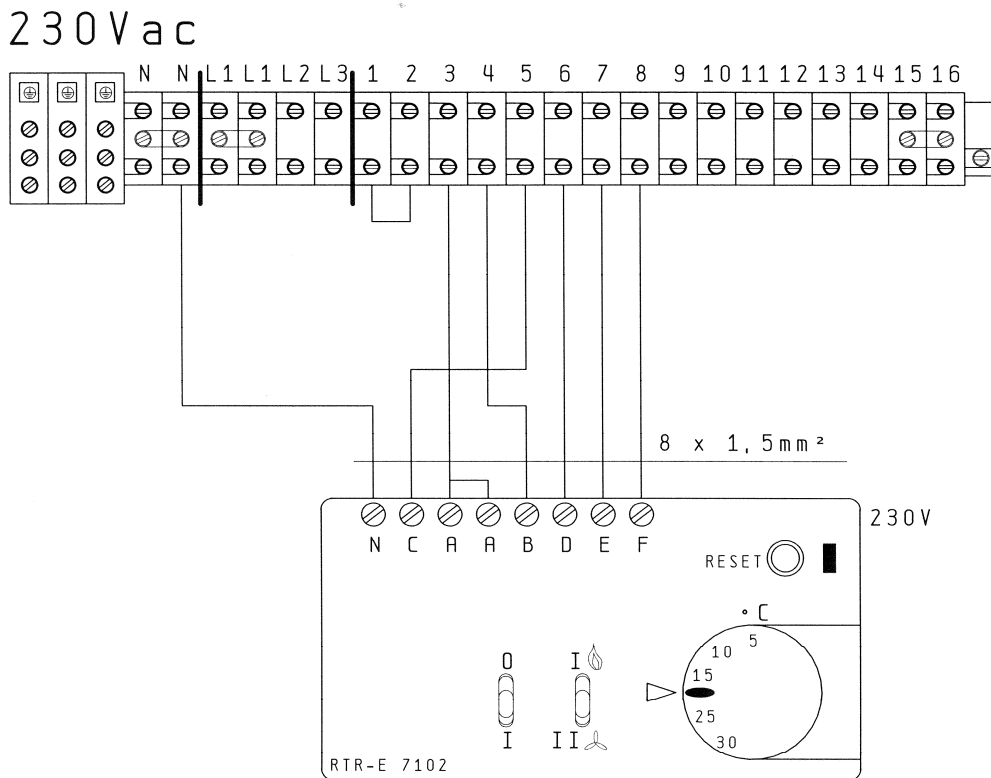 230Vac
N N L1 L1 L2 L3 1 2 3 4 5 6 7 8 9 10 11 12 13 14 15 16
8 x 1,5mm²
230V
N C A A B D E F
RESET
°C
5
10
15
25
30
0 I
I II
RTR-E 7102